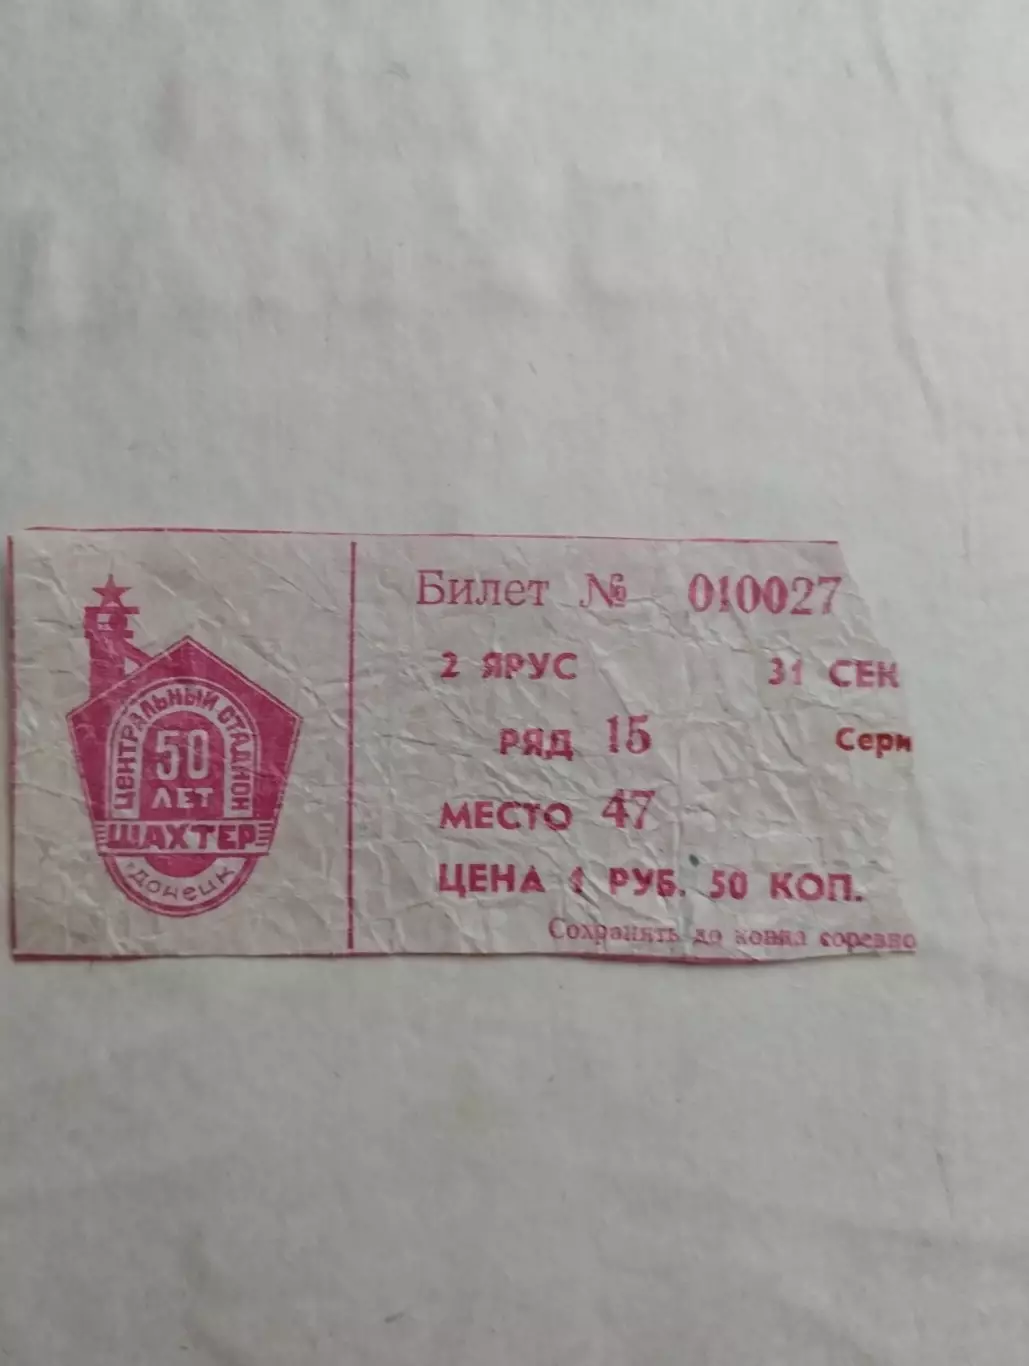 ЦЕНТРАЛЬНЫЙ СТАДИОН
50
ЛЕТ
ШАХТЕР
ДОНЕЦК
Билет № 010027
2 ЯРУС 31 СЕК
РЯД 15 Сери
МЕСТО 47
ЦЕНА 1 РУБ. 50 КОП.
Сохранять до конца соревно